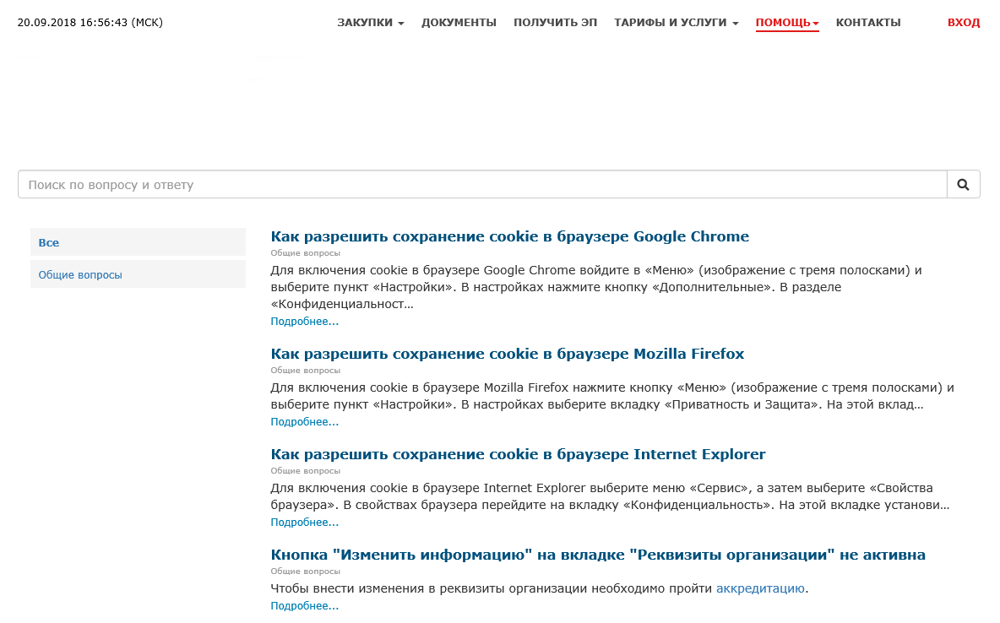 20.09.2018 16:56:43 (МСК) ЗАКУПКИ ДОКУМЕНТЫ ПОЛУЧИТЬ ЭП ТАРИФЫ И УСЛУГИ ПОМОЩЬ КОНТАКТЫ ВХОД
Поиск по вопросу и ответу
Все
Общие вопросы
Как разрешить сохранение cookie в браузере Google Chrome
Общие вопросы
Для включения cookie в браузере Google Chrome войдите в «Меню» (изображение с тремя полосками) и
выберите пункт «Настройки». В настройках нажмите кнопку «Дополнительные». В разделе
«Конфиденциальност...
Подробнее...
Как разрешить сохранение cookie в браузере Mozilla Firefox
Общие вопросы
Для включения cookie в браузере Mozilla Firefox нажмите кнопку «Меню» (изображение с тремя полосками) и
выберите пункт «Настройки». В настройках выберите вкладку «Приватность и Защита». На этой вклад...
Подробнее...
Как разрешить сохранение cookie в браузере Internet Explorer
Общие вопросы
Для включения cookie в браузере Internet Explorer выберите меню «Сервис», а затем выберите «Свойства
браузера». В свойствах браузера перейдите на вкладку «Конфиденциальность». На этой вкладке установи...
Подробнее...
Кнопка "Изменить информацию" на вкладке "Реквизиты организации" не активна
Общие вопросы
Чтобы внести изменения в реквизиты организации необходимо пройти аккредитацию.
Подробнее...